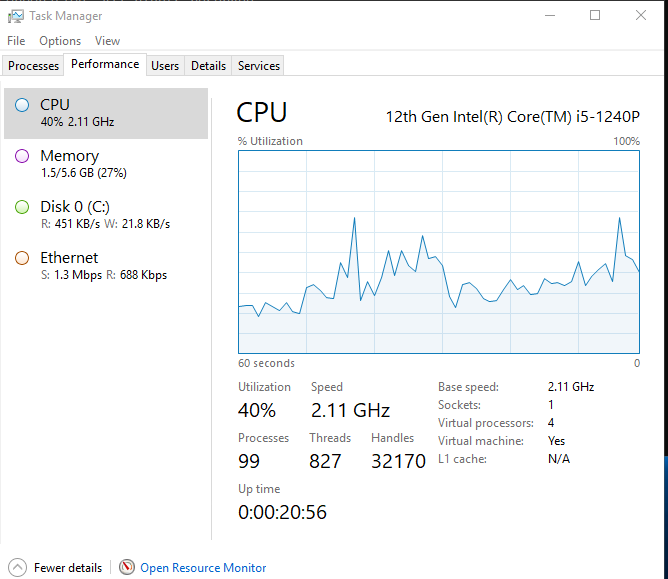 Task Manager
File Options View
Processes Performance Users Details Services
CPU
40% 2.11 GHz
Memory
1.5/5.6 GB (27%)
Disk 0 (C:)
R: 451 KB/s W: 21.8 KB/s
Ethernet
S: 1.3 Mbps R: 688 Kbps
CPU 12th Gen Intel(R) Core(TM) i5-1240P
% Utilization 100%
60 seconds 0
Utilization Speed
40% 2.11 GHz
Processes Threads Handles
99 827 32170
Up time
0:00:20:56
Base speed: 2.11 GHz
Sockets: 1
Virtual processors: 4
Virtual machine: Yes
L1 cache: N/A
Fewer details Open Resource Monitor